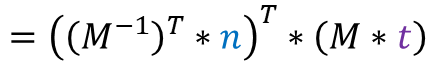 = ((M⁻¹)ᵀ * n)ᵀ * (M * t)